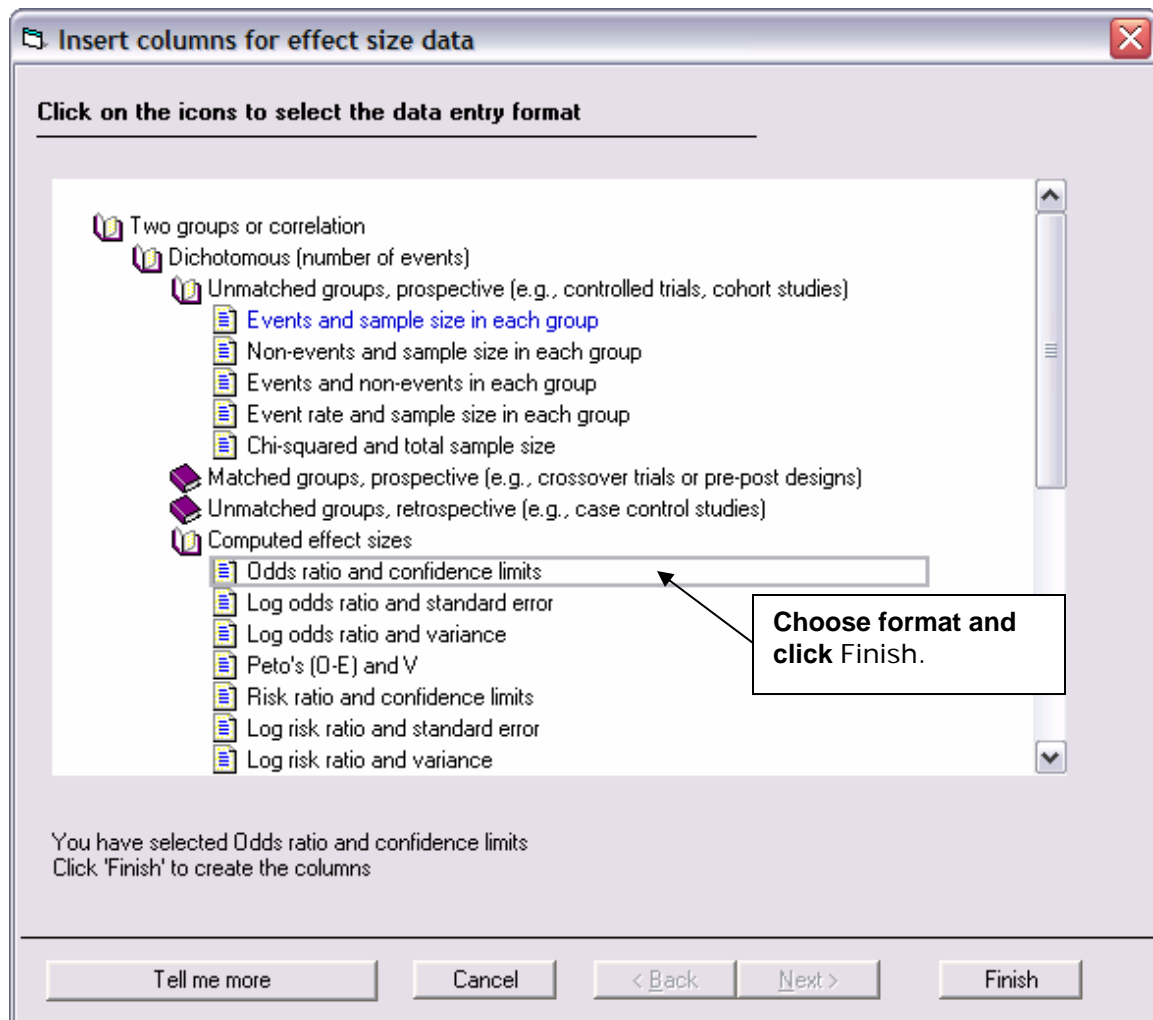 Insert columns for effect size data
Click on the icons to select the data entry format
Two groups or correlation
Dichotomous (number of events)
Unmatched groups, prospective (e.g., controlled trials, cohort studies)
Events and sample size in each group
Non-events and sample size in each group
Events and non-events in each group
Event rate and sample size in each group
Chi-squared and total sample size
Matched groups, prospective (e.g., crossover trials or pre-post designs)
Unmatched groups, retrospective (e.g., case control studies)
Computed effect sizes
Odds ratio and confidence limits
Log odds ratio and standard error
Log odds ratio and variance
Peto's (O-E) and V
Risk ratio and confidence limits
Log risk ratio and standard error
Log risk ratio and variance
Choose format and
click Finish.
You have selected Odds ratio and confidence limits
Click 'Finish' to create the columns
Tell me more
Cancel
< Back
Next >
Finish